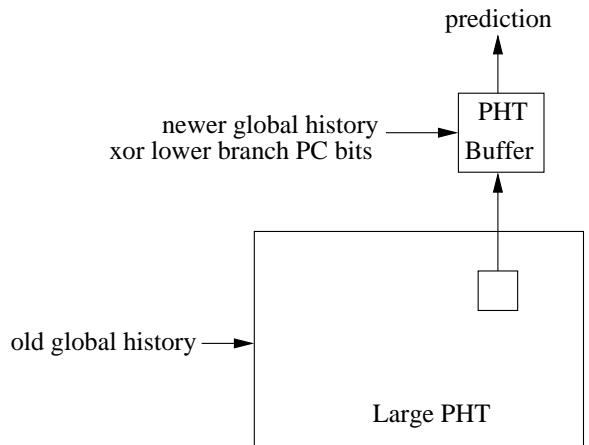 prediction
PHT
Buffer
newer global history
xor lower branch PC bits
old global history
Large PHT